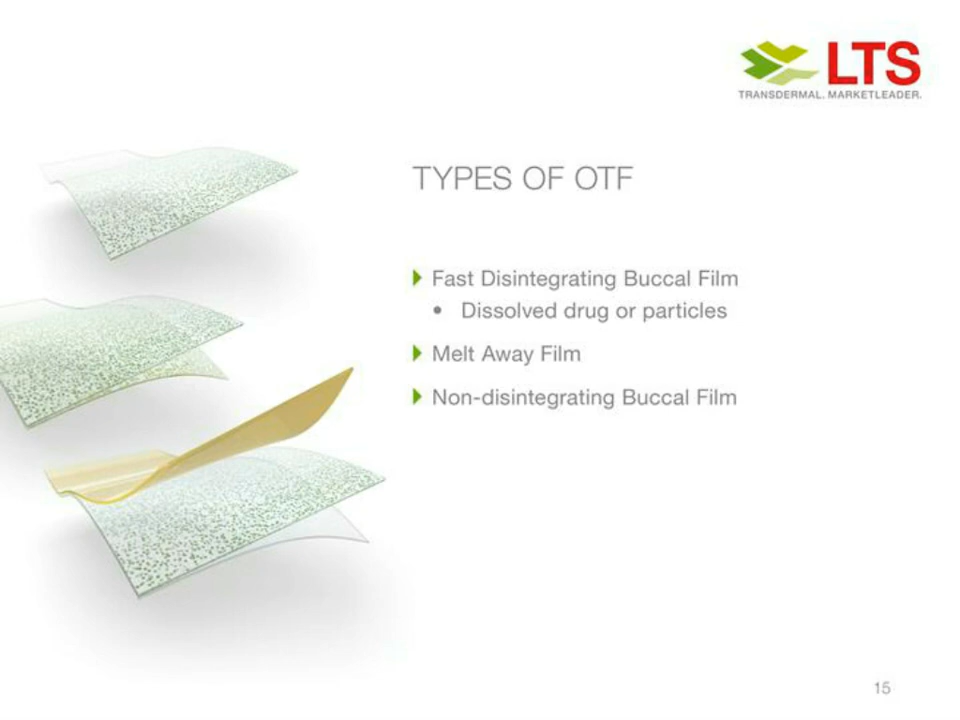 LTS
TRANSDERMAL. MARKETLEADER.
TYPES OF OTF
Fast Disintegrating Buccal Film
• Dissolved drug or particles
Melt Away Film
Non-disintegrating Buccal Film
15